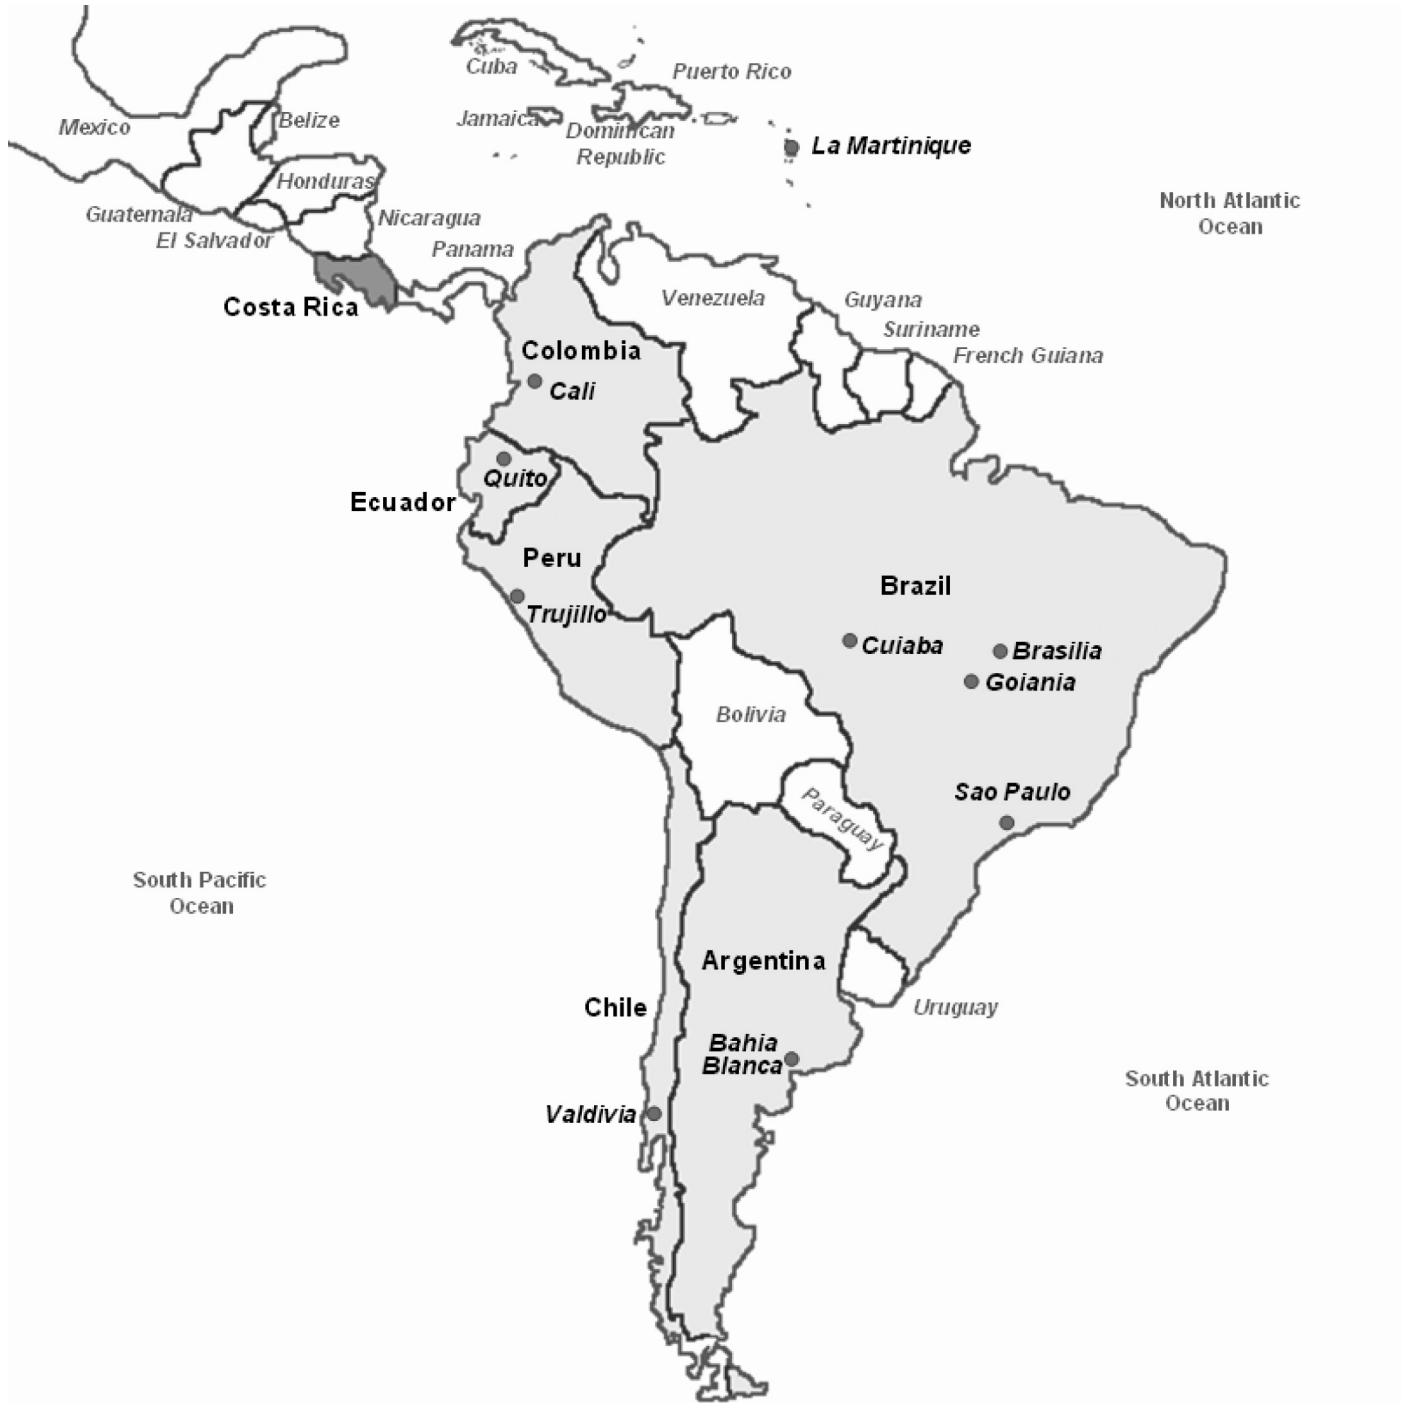 Cuba
Puerto Rico
Mexico
Belize
Jamaica
Dominican
Republic
La Martinique
Honduras
North Atlantic
Ocean
Guatemala
Nicaragua
El Salvador
Panama
Costa Rica
Venezuela
Guyana
Suriname
French Guiana
Colombia
Cali
Quito
Ecuador
Peru
Trujillo
Brazil
Cuiaba
Brasilia
Goiania
Bolivia
Sao Paulo
Paraguay
South Pacific
Ocean
Argentina
Chile
Uruguay
Bahia
Blanca
South Atlantic
Ocean
Valdivia